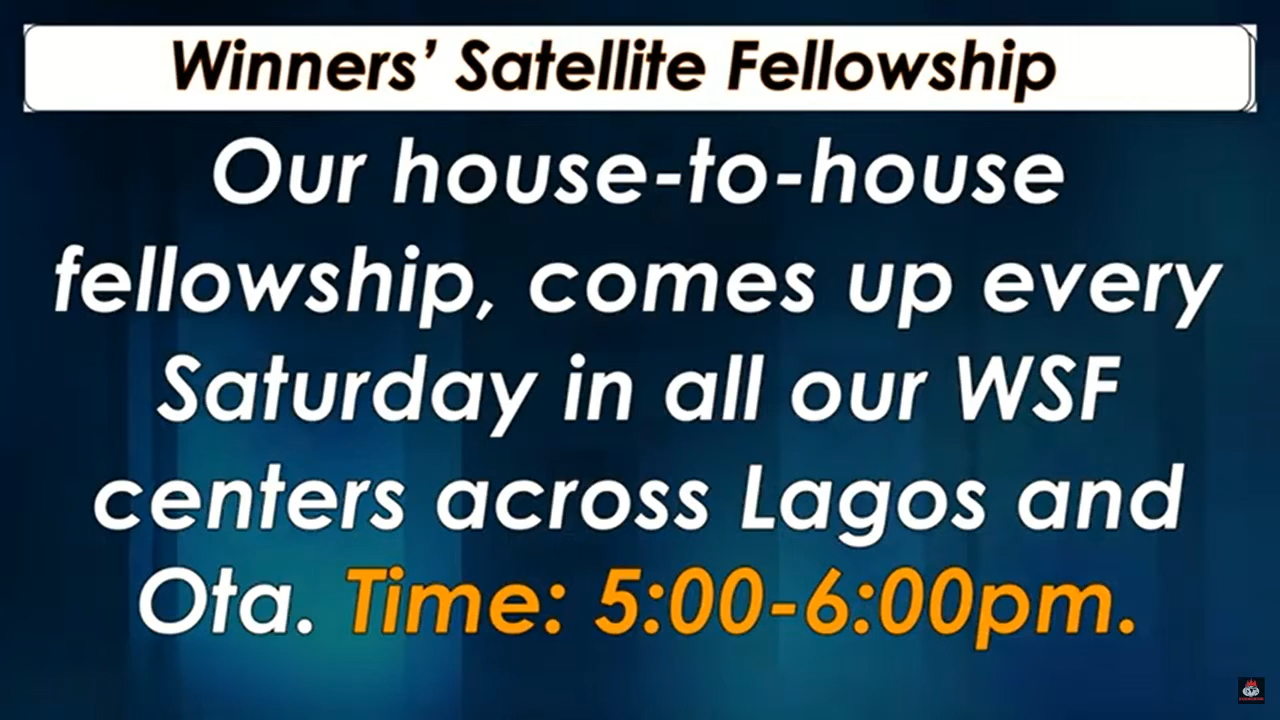 Winners’ Satellite Fellowship
Our house-to-house
fellowship, comes up every
Saturday in all our WSF
centers across Lagos and
Ota. Time: 5:00-6:00pm.